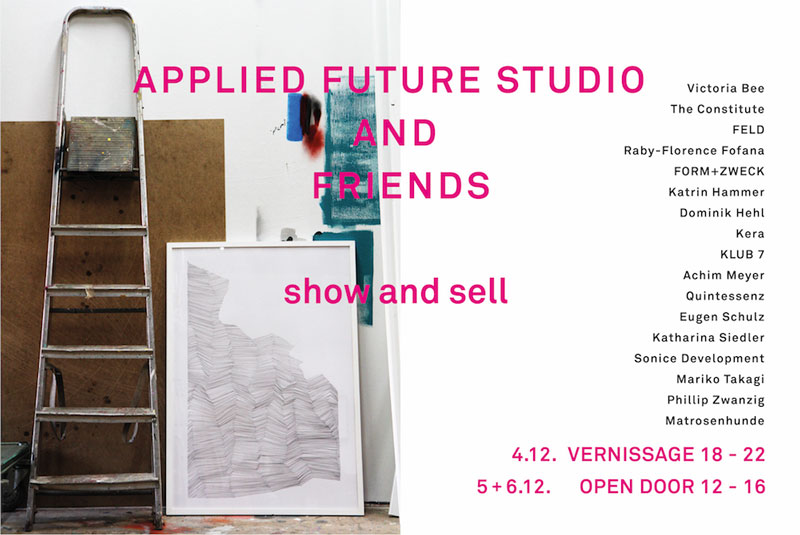 APPLIED FUTURE STUDIO
AND
FRIENDS
show and sell
Victoria Bee
The Constitute
FELD
Raby-Florence Fofana
FORM+ZWECK
Katrin Hammer
Dominik Hehl
Kera
KLUB 7
Achim Meyer
Quintessenz
Eugen Schulz
Katharina Siedler
Sonice Development
Mariko Takagi
Phillip Zwanzig
Matrosenhunde
4.12. VERNISSAGE 18 - 22
5+6.12. OPEN DOOR 12 - 16